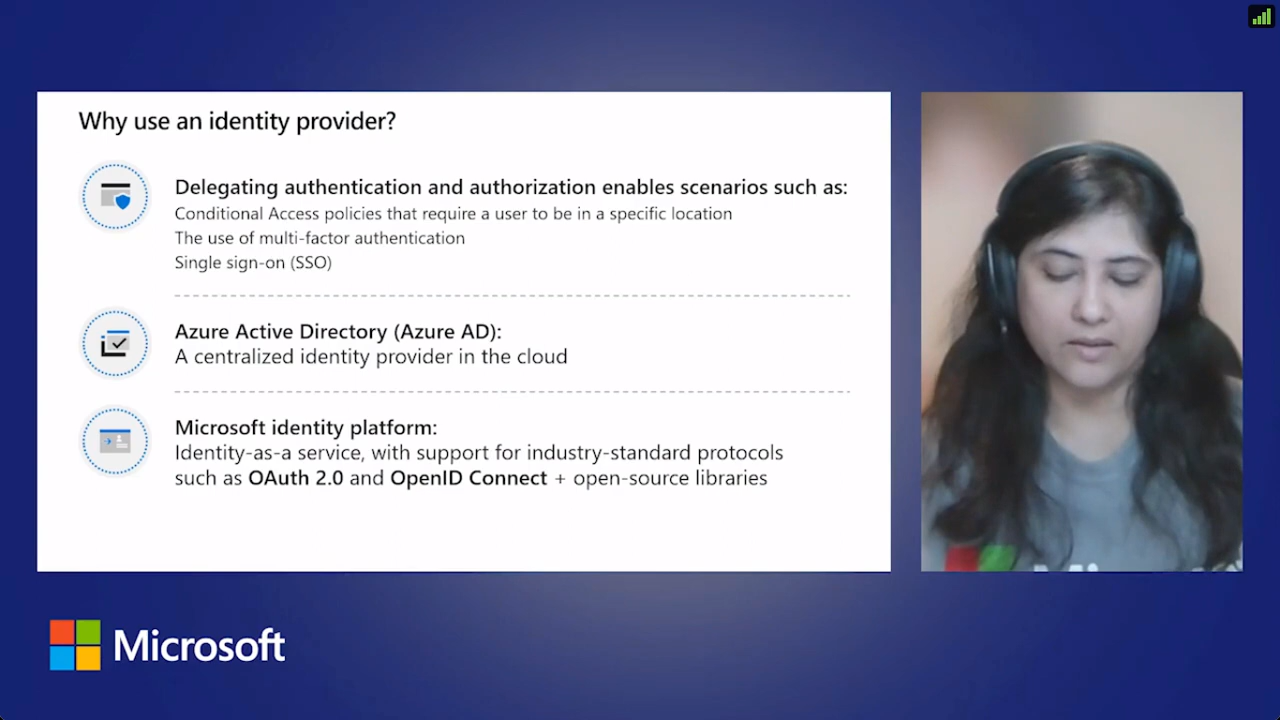 Why use an identity provider?
Delegating authentication and authorization enables scenarios such as:
Conditional Access policies that require a user to be in a specific location
The use of multi-factor authentication
Single sign-on (SSO)
Azure Active Directory (Azure AD):
A centralized identity provider in the cloud
Microsoft identity platform:
Identity-as-a service, with support for industry-standard protocols
such as OAuth 2.0 and OpenID Connect + open-source libraries
Microsoft